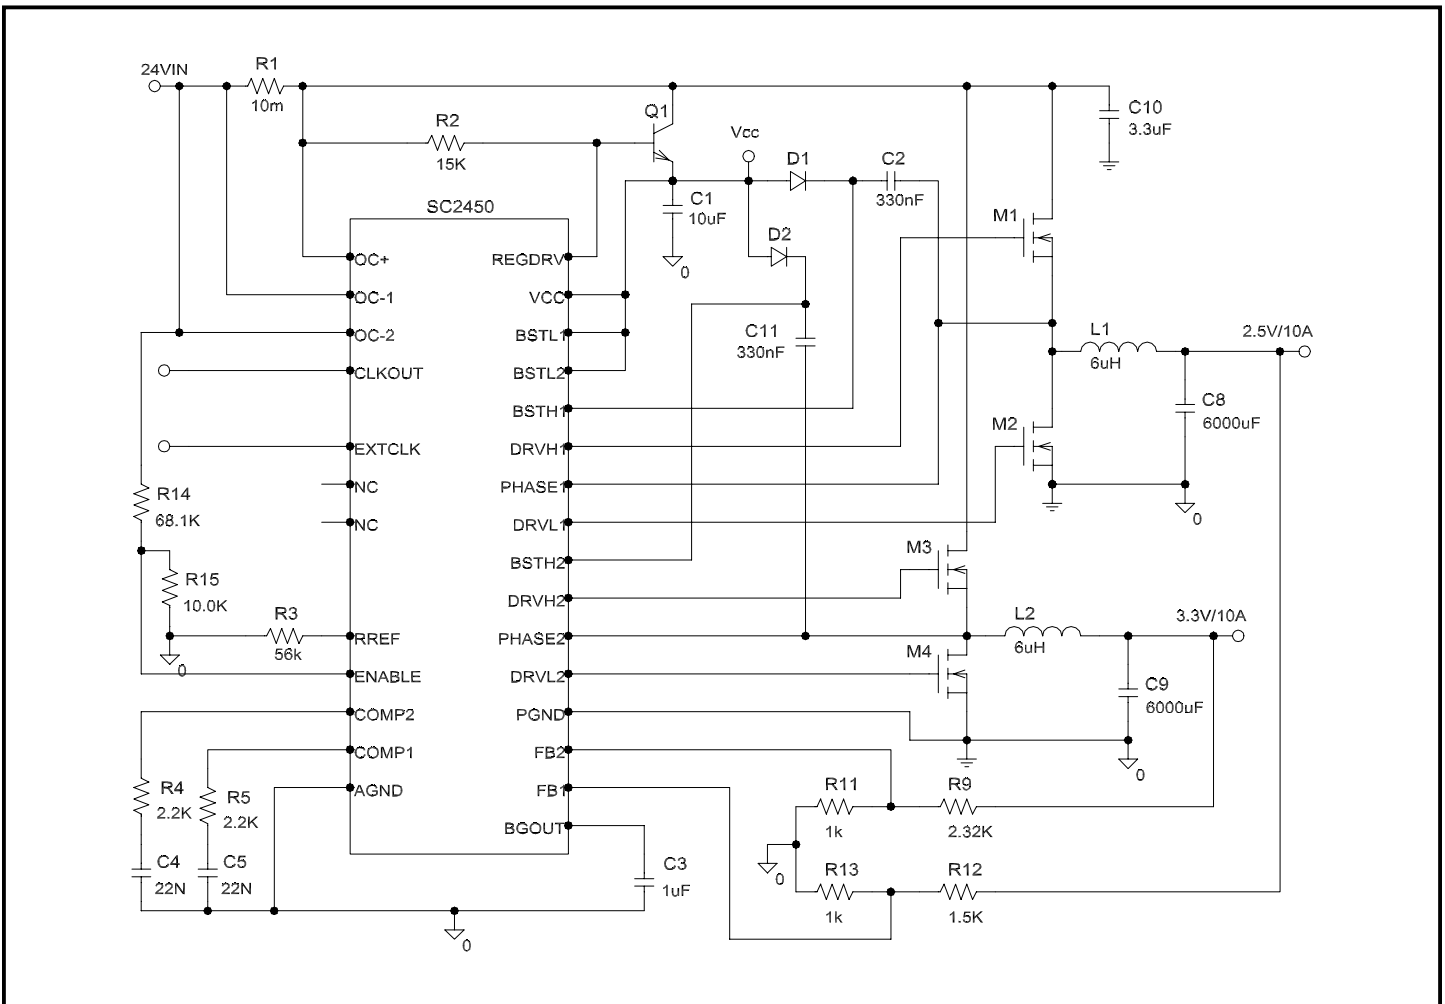 24VIN
R1
10m
R2
15K
Q1
Vcc
D1
C2
330nF
C10
3.3uF
C1
10uF
0
D2
C11
330nF
M1
SC2450
OC+
OC-1
OC-2
CLKOUT
EXTCLK
NC
NC
RREF
ENABLE
COMP2
COMP1
AGND
REGDRV
VCC
BSTL1
BSTL2
BSTH1
DRVH1
PHASE1
DRVL1
BSTH2
DRVH2
PHASE2
DRVL2
PGND
FB2
FB1
BGOUT
L1
6uH
2.5V/10A
C8
6000uF
0
M2
M3
M4
L2
6uH
3.3V/10A
C9
6000uF
0
R14
68.1K
R15
10.0K
0
R3
56k
R4
2.2K
R5
2.2K
C4
22N
C5
22N
C3
1uF
0
R11
1k
R9
2.32K
0
R13
1k
R12
1.5K